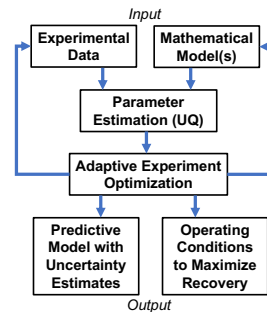 Input
Experimental
Data
Mathematical
Model(s)
Parameter
Estimation (UQ)
Adaptive Experiment
Optimization
Predictive
Model with
Uncertainty
Estimates
Operating
Conditions
to Maximize
Recovery
Output